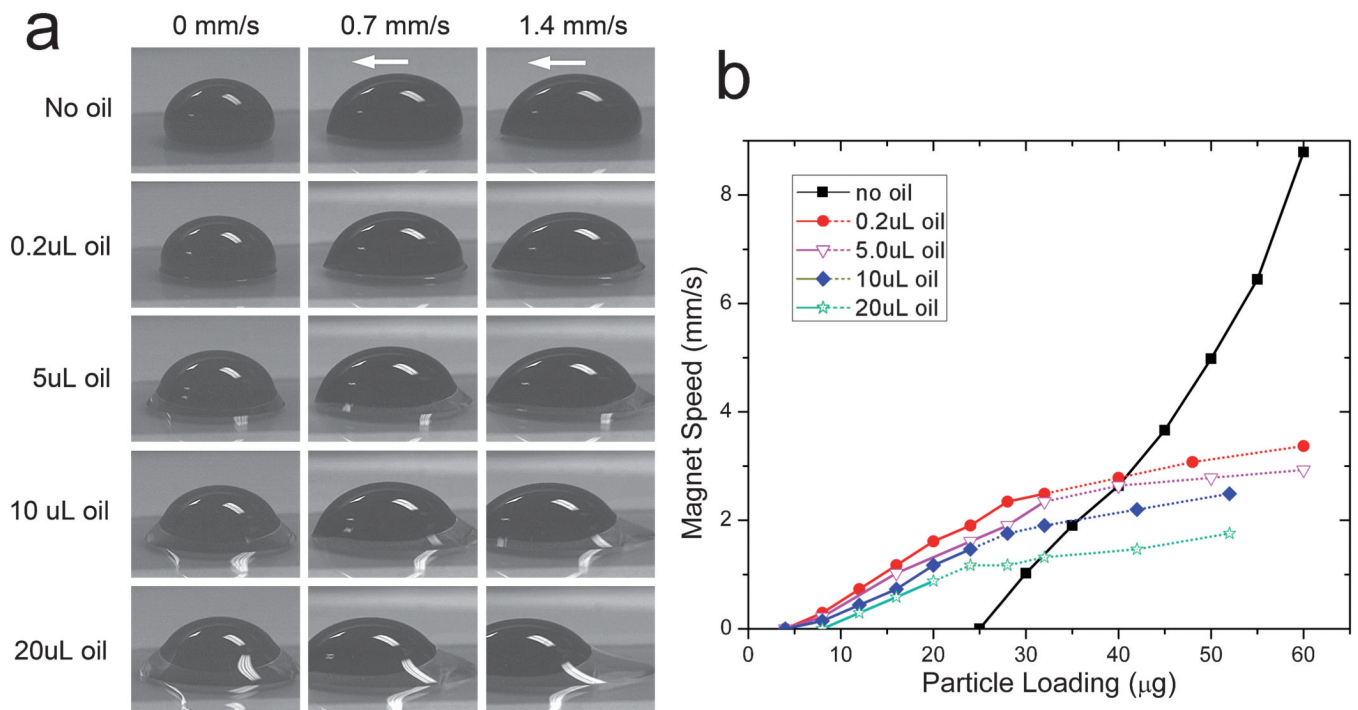 a
0 mm/s
0.7 mm/s
1.4 mm/s
No oil
0.2uL oil
5uL oil
10 uL oil
20uL oil
b
no oil
0.2uL oil
5.0uL oil
10uL oil
20uL oil
Magnet Speed (mm/s)
8
6
4
2
0
0
10
20
30
40
50
60
Particle Loading (μg)